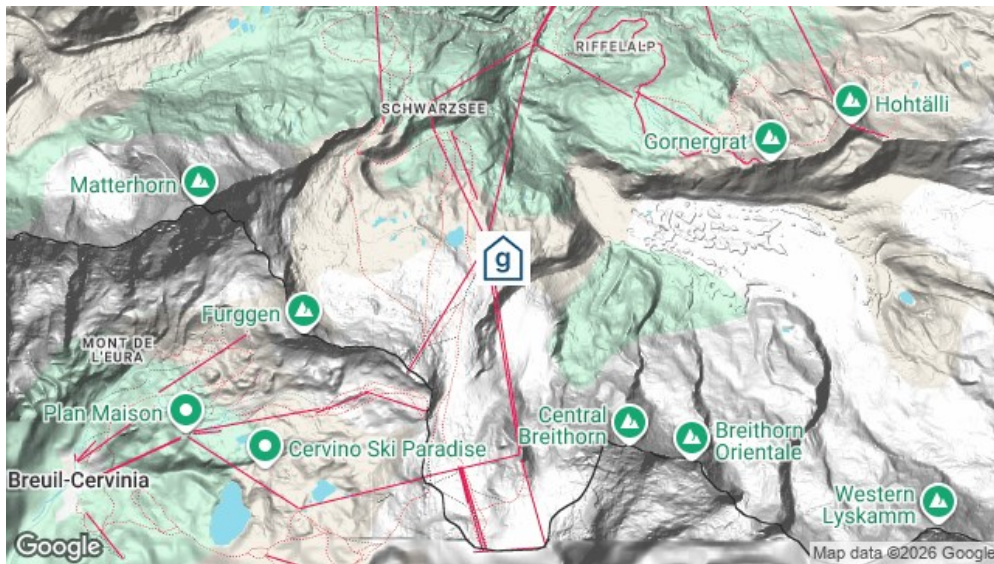 RIFFELALP
SCHWARZSEE
Hohtälli
Gornergrat
Matterhorn
g
Furggen
MONT DE
L'EURA
Plan Maison
Central
Breithorn
Breithorn
Orientale
Cervino Ski Paradise
Breuil-Cervinia
Western
Lyskamm
Google
Map data ©2026 Google